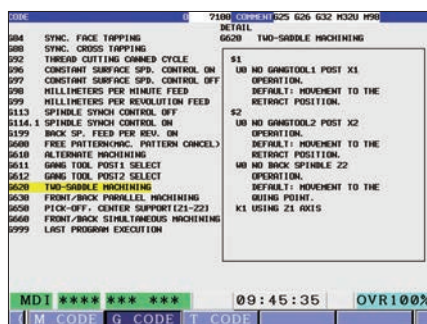 CODE 0 7100 COMMENT G25 G26 G32 M32U M98
DETAIL
G84 SYNC. FACE TAPPING
G88 SYNC. CROSS TAPPING
G92 THREAD CUTTING CANNED CYCLE
G96 CONSTANT SURFACE SPD. CONTROL ON
G97 CONSTANT SURFACE SPD. CONTROL OFF
G98 MILLIMETERS PER MINUTE FEED
G99 MILLIMETERS PER REVOLUTION FEED
G113 SPINDLE SYNCH CONTROL OFF
G114.1 SPINDLE SYNCH CONTROL ON
G199 BACK SP. FEED PER REV. ON
G600 FREE PATTERN(MAC. PATTERN CANCEL)
G610 ALTERNATE MACHINING
G611 GANG TOOL POST1 SELECT
G612 GANG TOOL POST2 SELECT
G620 TWO-SADDLE MACHINING
G630 FRONT/BACK PARALLEL MACHINING
G650 PICK-OFF, CENTER SUPPORT[Z1-Z2]
G660 FRONT/BACK SIMULTANEOUS MACHINING
G999 LAST PROGRAM EXECUTION
G620 TWO-SADDLE MACHINING
$1
U0 NO GANGTOOL1 POST X1
OPERATION.
DEFAULT: MOVEMENT TO THE
RETRACT POSITION.
$2
U0 NO GANGTOOL2 POST X2
OPERATION.
DEFAULT: MOVEMENT TO THE
RETRACT POSITION.
W0 NO BACK SPINDLE Z2
OPERATION.
DEFAULT: MOVEMENT TO THE
QUING POINT.
K1 USING Z1 AXIS
MDI **** *** *** 09:45:35 OVR100%
M CODE G CODE T CODE